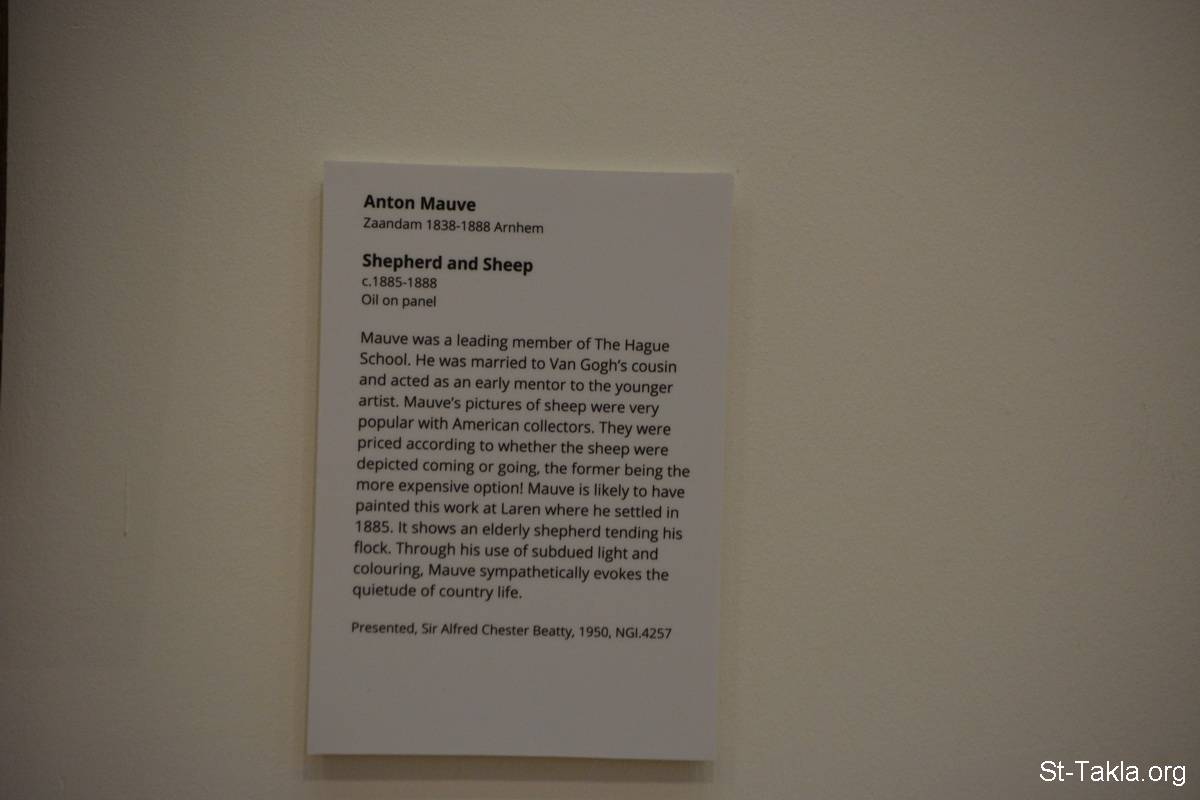 Anton Mauve
Zaandam 1838-1888 Arnhem
Shepherd and Sheep
c.1885-1888
Oil on panel
Mauve was a leading member of The Hague
School. He was married to Van Gogh's cousin
and acted as an early mentor to the younger
artist. Mauve's pictures of sheep were very
popular with American collectors. They were
priced according to whether the sheep were
depicted coming or going, the former being the
more expensive option! Mauve is likely to have
painted this work at Laren where he settled in
1885. It shows an elderly shepherd tending his
flock. Through his use of subdued light and
colouring, Mauve sympathetically evokes the
quietude of country life.
Presented, Sir Alfred Chester Beatty, 1950, NGI.4257
St-Takla.org